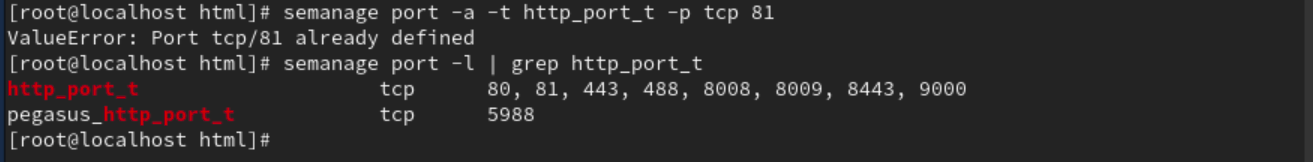 [root@localhost html]# semanage port -a -t http_port_t -p tcp 81
ValueError: Port tcp/81 already defined
[root@localhost html]# semanage port -l | grep http_port_t
http_port_t                    tcp      80, 81, 443, 488, 8008, 8009, 8443, 9000
pegasus_http_port_t            tcp      5988
[root@localhost html]#